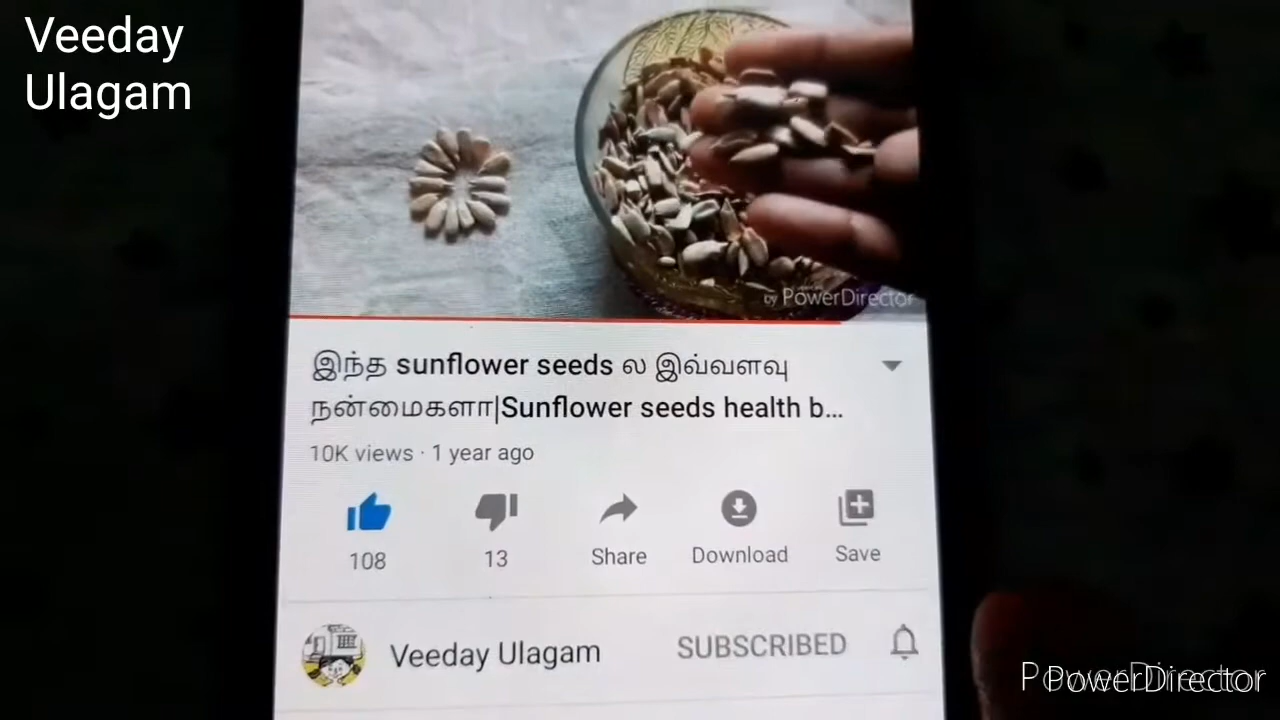 Veeday
Ulagam
by PowerDirector
இந்த sunflower seeds ல இவ்வளவு
நன்மைகளா|Sunflower seeds health b...
10K views · 1 year ago
108
13
Share
Download
Save
Veeday Ulagam
SUBSCRIBED
PowerDirector
PowerDirector